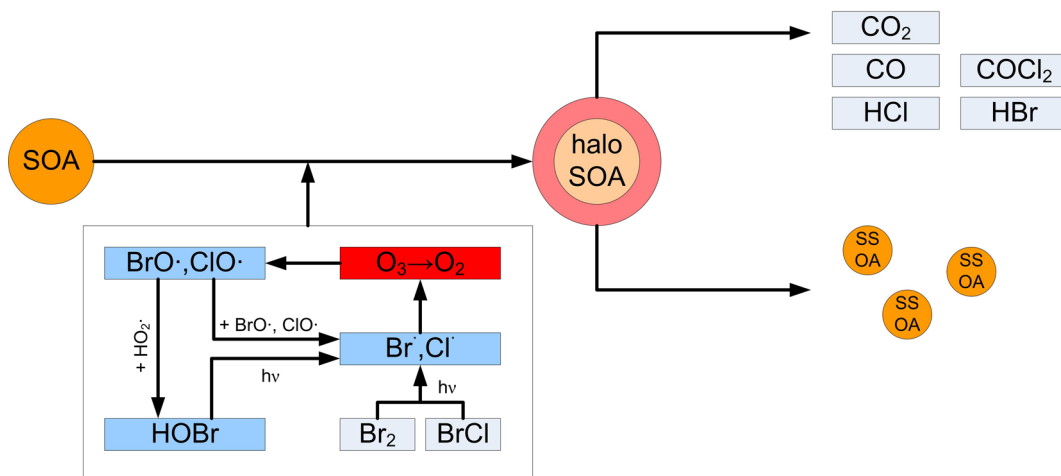 CO₂
CO
COCl₂
HCl
HBr
SOA
halo
SOA
BrO·,ClO·
O₃→O₂
+ HO₂·
+ BrO·, ClO·
Br·,Cl·
hν
hν
HOBr
Br₂
BrCl
SS
OA
SS
OA
SS
OA